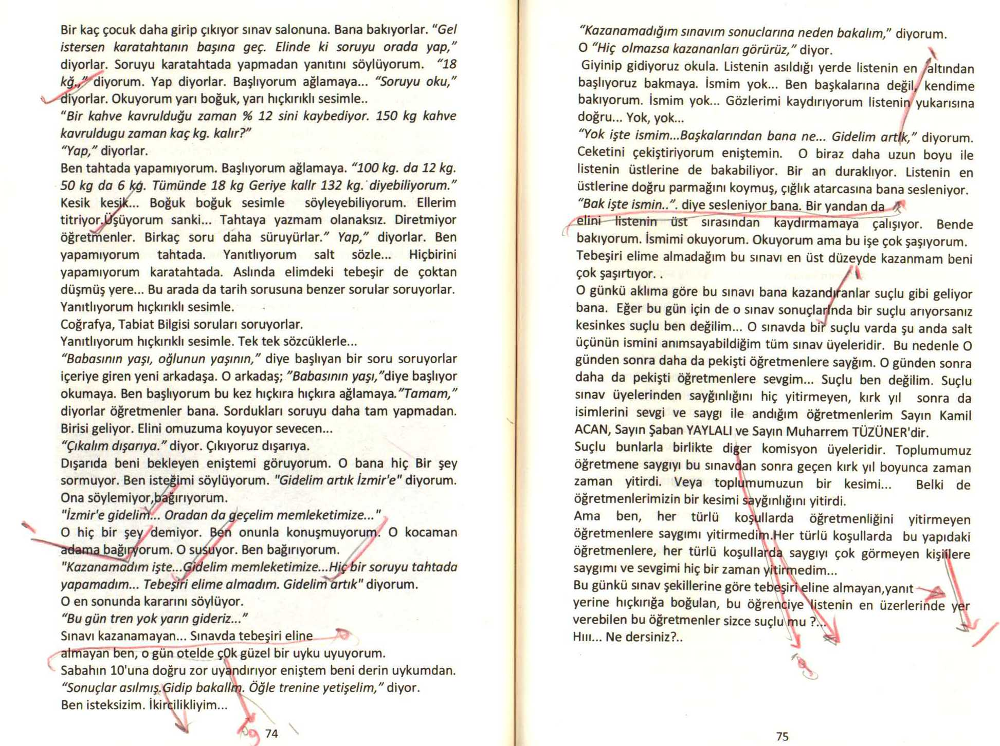 Bir kaç çocuk daha girip çıkıyor sınav salonuna. Bana bakıyorlar. “Gel
istersen karatahtanın başına geç. Elinde ki soruyu orada yap,”
diyorlar. Soruyu karatahtada yapmadan yanıtını söylüyorum. “18
kğ.,” diyorum. Yap diyorlar. Başlıyorum ağlamaya... “Soruyu oku,”
diyorlar. Okuyorum yarı boğuk, yarı hıçkırıklı sesimle..
“Bir kahve kavrulduğu zaman % 12 sini kaybediyor. 150 kg kahve
kavruldugu zaman kaç kg. kalır?”
“Yap,” diyorlar.
Ben tahtada yapamıyorum. Başlıyorum ağlamaya. “100 kg. da 12 kg.
50 kg da 6 kg. Tümünde 18 kg Geriye kalIr 132 kg. diyebiliyorum.”
Kesik kesik... Boğuk boğuk sesimle söyleyebiliyorum. Ellerim
titriyor.Üşüyorum sanki... Tahtaya yazmam olanaksız. Diretmiyor
öğretmenler. Birkaç soru daha süruyürlar.” Yap,” diyorlar. Ben
yapamıyorum tahtada. Yanıtlıyorum salt sözle... Hiçbirini
yapamıyorum karatahtada. Aslında elimdeki tebeşir de çoktan
düşmüş yere... Bu arada da tarih sorusuna benzer sorular soruyorlar.
Yanıtlıyorum hıçkırıklı sesimle.
Coğrafya, Tabiat Bilgisi soruları soruyorlar.
Yanıtlıyorum hıçkırıklı sesimle. Tek tek sözcüklerle...
“Babasının yaşı, oğlunun yaşının,” diye başlıyan bir soru soruyorlar
içeriye giren yeni arkadaşa. O arkadaş; ”Babasının yaşı,”diye başlıyor
okumaya. Ben başlıyorum bu kez hıçkıra hıçkıra ağlamaya.”Tamam,”
diyorlar öğretmenler bana. Sordukları soruyu daha tam yapmadan.
Birisi geliyor. Elini omuzuma koyuyor sevecen...
“Çıkalım dışarıya.” diyor. Çıkıyoruz dışarıya.
Dışarıda beni bekleyen eniştemi görüyorum. O bana hiç Bir şey
sormuyor. Ben isteğimi söylüyorum. "Gidelim artık İzmir'e" diyorum.
Ona söylemiyor,bağırıyorum.
"İzmir'e gidelim... Oradan da geçelim memleketimize..."
O hiç bir şey demiyor. Ben onunla konuşmuyorum. O kocaman
adama bağırıyorum. O susuyor. Ben bağırıyorum.
"Kazanamadım işte...Gidelim memleketimize...Hiç bir soruyu tahtada
yapamadım... Tebeşiri elime almadım. Gidelim artık" diyorum.
O en sonunda kararını söylüyor.
“Bu gün tren yok yarın gideriz...”
Sınavı kazanamayan... Sınavda tebeşiri eline
almayan ben, o gün otelde ç0k güzel bir uyku uyuyorum.
Sabahın 10'una doğru zor uyandırıyor eniştem beni derin uykumdan.
“Sonuçlar asılmış.Gidip bakalIm. Öğle trenine yetişelim,” diyor.
Ben isteksizim. İkircilikliyim...
74
“Kazanamadığım sınavım sonuclarına neden bakalım,” diyorum.
O “Hiç olmazsa kazananları görürüz,” diyor.
Giyinip gidiyoruz okula. Listenin asıldığı yerde listenin en altından
başlıyoruz bakmaya. İsmim yok... Ben başkalarına değil, kendime
bakıyorum. İsmim yok... Gözlerimi kaydırıyorum listenin yukarısına
doğru... Yok, yok...
“Yok işte ismim...Başkalarından bana ne... Gidelim artIk,” diyorum.
Ceketini çekiştiriyorum eniştemin. O biraz daha uzun boyu ile
listenin üstlerine de bakabiliyor. Bir an duraklıyor. Listenin en
üstlerine doğru parmağını koymuş, çığlık atarcasına bana sesleniyor.
“Bak işte ismin..”. diye sesleniyor bana. Bir yandan da
elini listenin üst sırasından kaydırmamaya çalışıyor. Bende
bakıyorum. İsmimi okuyorum. Okuyorum ama bu işe çok şaşıyorum.
Tebeşiri elime almadağım bu sınavı en üst düzeyde kazanmam beni
çok şaşırtıyor. .
O günkü aklıma göre bu sınavı bana kazandıranlar suçlu gibi geliyor
bana. Eğer bu gün için de o sınav sonuçlarInda bir suçlu arıyorsanız
kesinkes suçlu ben değilim... O sınavda bir suçlu varda şu anda salt
üçünün ismini anımsayabildiğim tüm sınav üyeleridir. Bu nedenle O
günden sonra daha da pekişti öğretmenlere sayğım. O günden sonra
daha da pekişti öğretmenlere sevgim... Suçlu ben değilim. Suçlu
sınav üyelerinden sayğınlığını hiç yitirmeyen, kırk yıl sonra da
isimlerini sevgi ve saygı ile andığım öğretmenlerim Sayın Kamil
ACAN, Sayın Şaban YAYLALI ve Sayın Muharrem TÜZÜNER'dir.
Suçlu bunlarla birlikte diğer komisyon üyeleridir. Toplumumuz
öğretmene saygıyı bu sınavdan sonra geçen kırk yıl boyunca zaman
zaman yitirdi. Veya toplumumuzun bir kesimi... Belki de
öğretmenlerimizin bir kesimi sayğınlığını yitirdi.
Ama ben, her türlü koşullarda öğretmenliğini yitirmeyen
öğretmenlere saygımı yitirmedim.Her türlü koşullarda bu yapıdaki
öğretmenlere, her türlü koşullarda saygıyı çok görmeyen kişillere
saygımı ve sevgimi hiç bir zaman yitirmedim...
Bu günkü sınav şekillerine göre tebeşiri eline almayan,yanıt
yerine hıçkırığa boğulan, bu öğrenciye listenin en üzerlerinde yer
verebilen bu öğretmenler sizce suçlu mu ?...
Hııı... Ne dersiniz?..
75